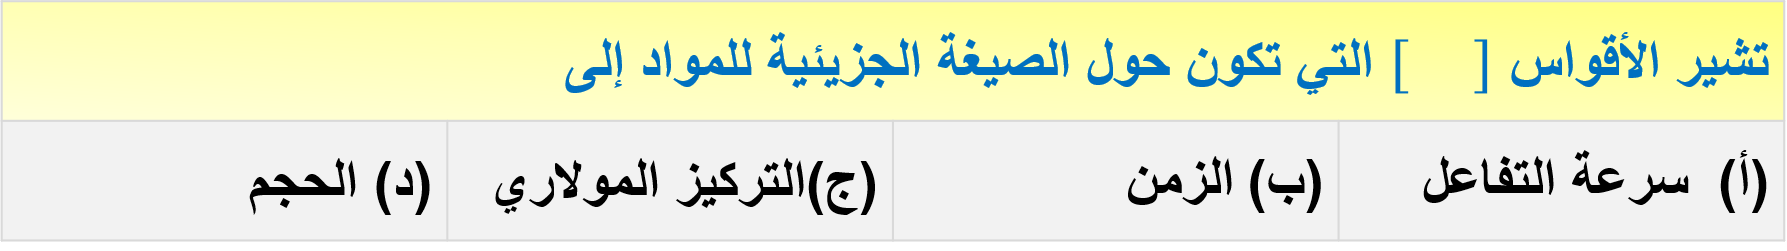 تشير الأقواس [ ] التي تكون حول الصيغة الجزيئية للمواد إلى
(أ) سرعة التفاعل (ب) الزمن (ج)التركيز المولاري (د) الحجم